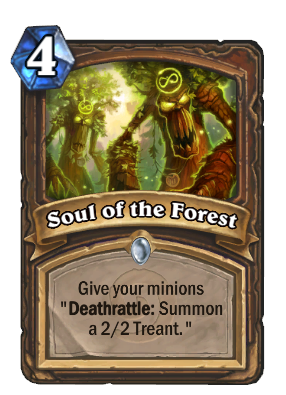 4
Soul of the Forest
Give your minions
"Deathrattle: Summon
a 2/2 Treant."